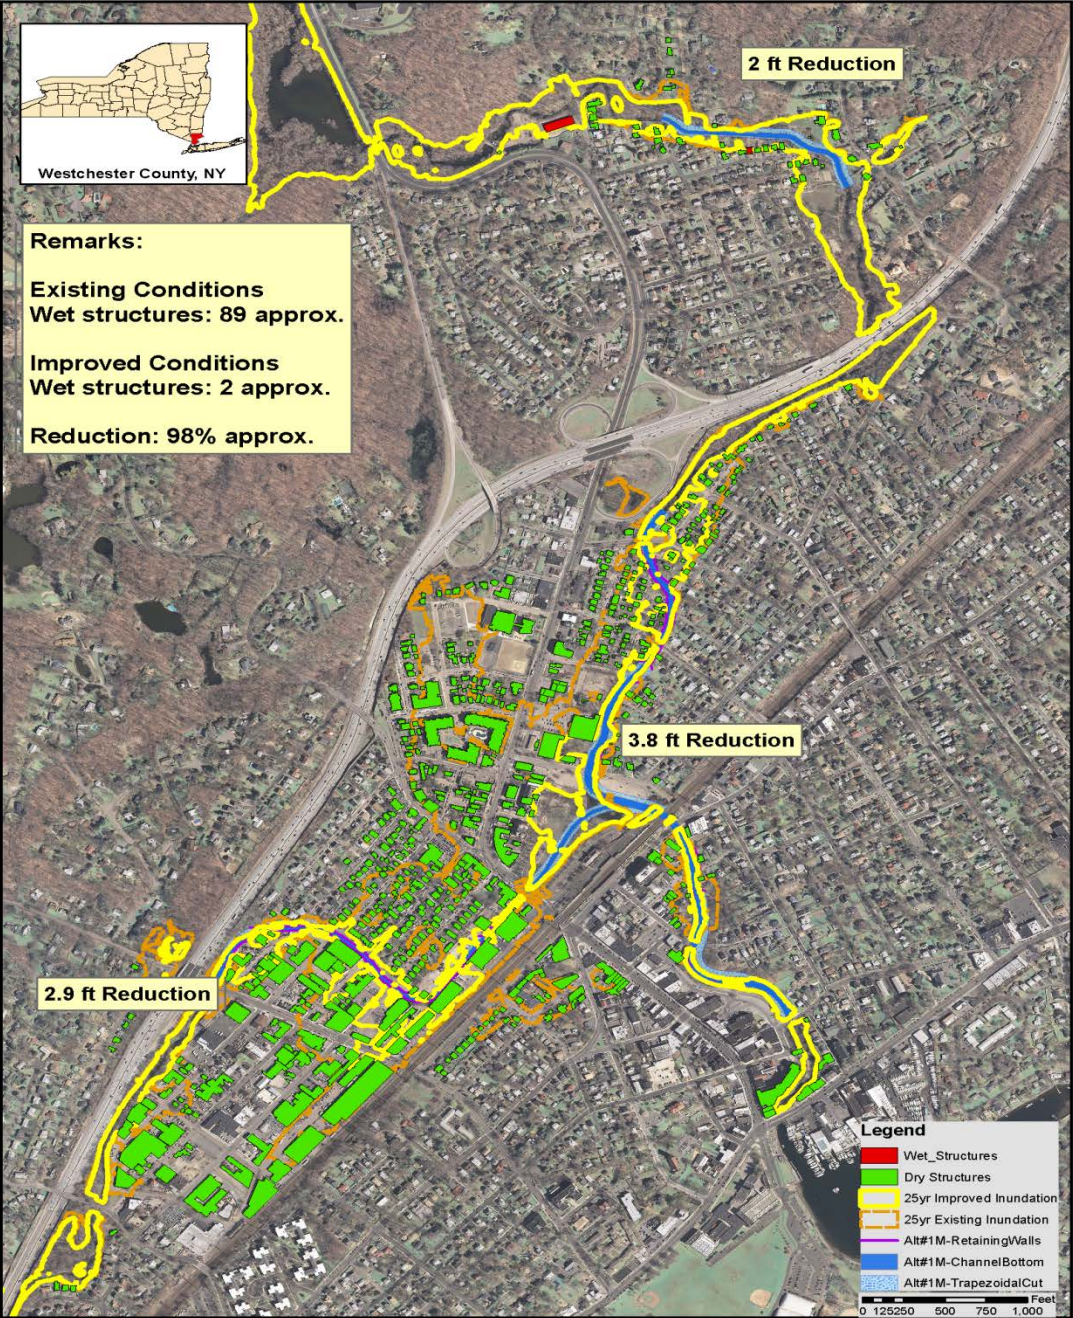 2 ft Reduction
Westchester County, NY
Remarks:
Existing Conditions
Wet structures: 89 approx.
Improved Conditions
Wet structures: 2 approx.
Reduction: 98% approx.
3.8 ft Reduction
2.9 ft Reduction
Legend
Wet_Structures
Dry Structures
25yr Improved Inundation
25yr Existing Inundation
Alt#1M-RetainingWalls
Alt#1M-ChannelBottom
Alt#1M-TrapezoidalCut
Feet
0 125250 500 750 1,000